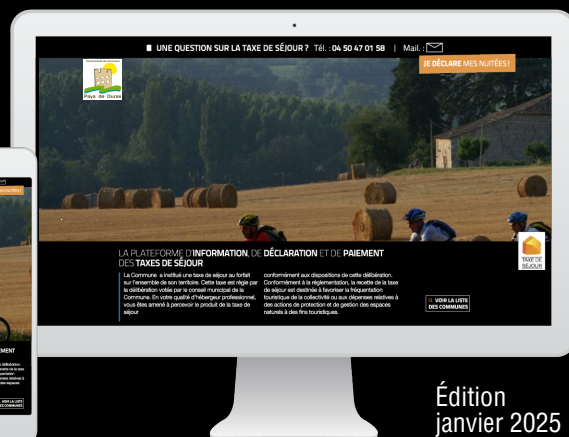 UNE QUESTION SUR LA TAXE DE SÉJOUR ? Tél. : 04 50 47 01 58 | Mail. :
JE DÉCLARE MES NUITÉES !
Pays de Duras
LA PLATEFORME D'INFORMATION, DE DÉCLARATION ET DE PAIEMENT
DES TAXES DE SÉJOUR
La Commune a institué une taxe de séjour au forfait
sur l'ensemble de son territoire. Cette taxe est régie par
la délibération votée par le conseil municipal de la
Commune. En votre qualité d'hébergeur professionnel,
vous êtes amené à percevoir le produit de la taxe de
séjour
conformément aux dispositions de cette délibération.
Conformément à la réglementation, la recette de la taxe
de séjour est destinée à favoriser la fréquentation
touristique de la collectivité ou aux dépenses relatives à
des actions de protection et de gestion des espaces
naturels à des fins touristiques.
TAXE DE
SÉJOUR
VOIR LA LISTE
DES COMMUNES
Édition
janvier 2025